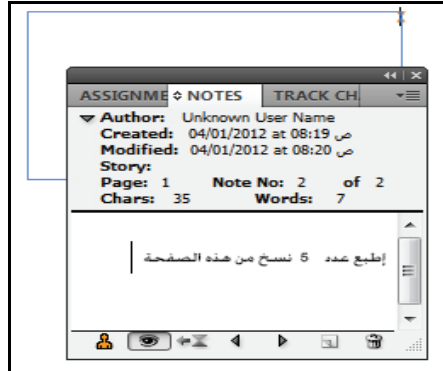 ASSIGNME NOTES TRACK CH
Author: Unknown User Name
Created: 04/01/2012 at 08:19 ص
Modified: 04/01/2012 at 08:20 ص
Story:
Page: 1 Note No: 2 of 2
Chars: 35 Words: 7
إطبع عدد 5 نسخ من هذه الصفحة